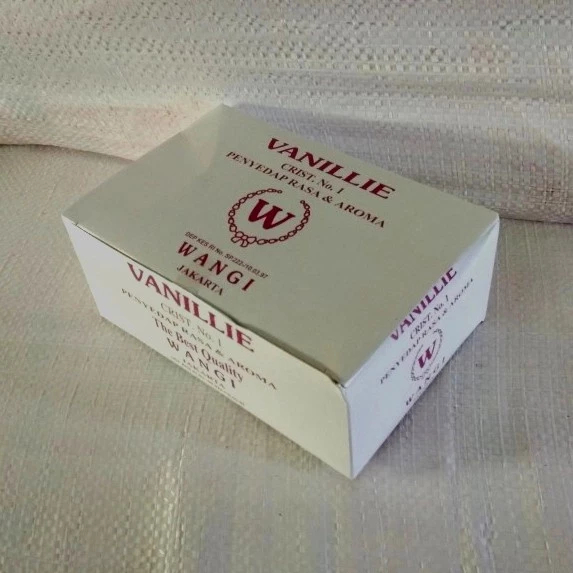 VANILLIE
CRIST. No. 1
PENYEDAP RASA & AROMA
W
WANGI
JAKARTA
VANILLIE
CRIST. No. 1
PENYEDAP RASA & AROMA
The Best Quality
WANGI
VANILLIE
CRIST. No. 1
PENYEDAP RASA & AROMA
W
WANGI